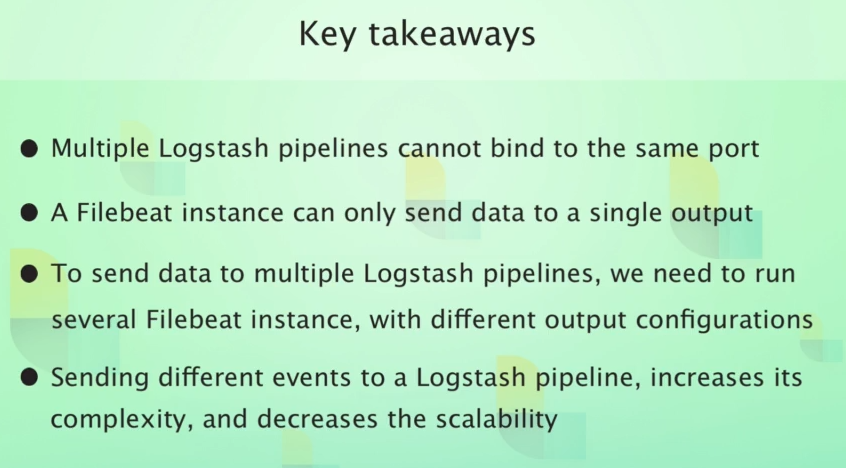 Key takeaways
● Multiple Logstash pipelines cannot bind to the same port
● A Filebeat instance can only send data to a single output
● To send data to multiple Logstash pipelines, we need to run
several Filebeat instance, with different output configurations
● Sending different events to a Logstash pipeline, increases its
complexity, and decreases the scalability